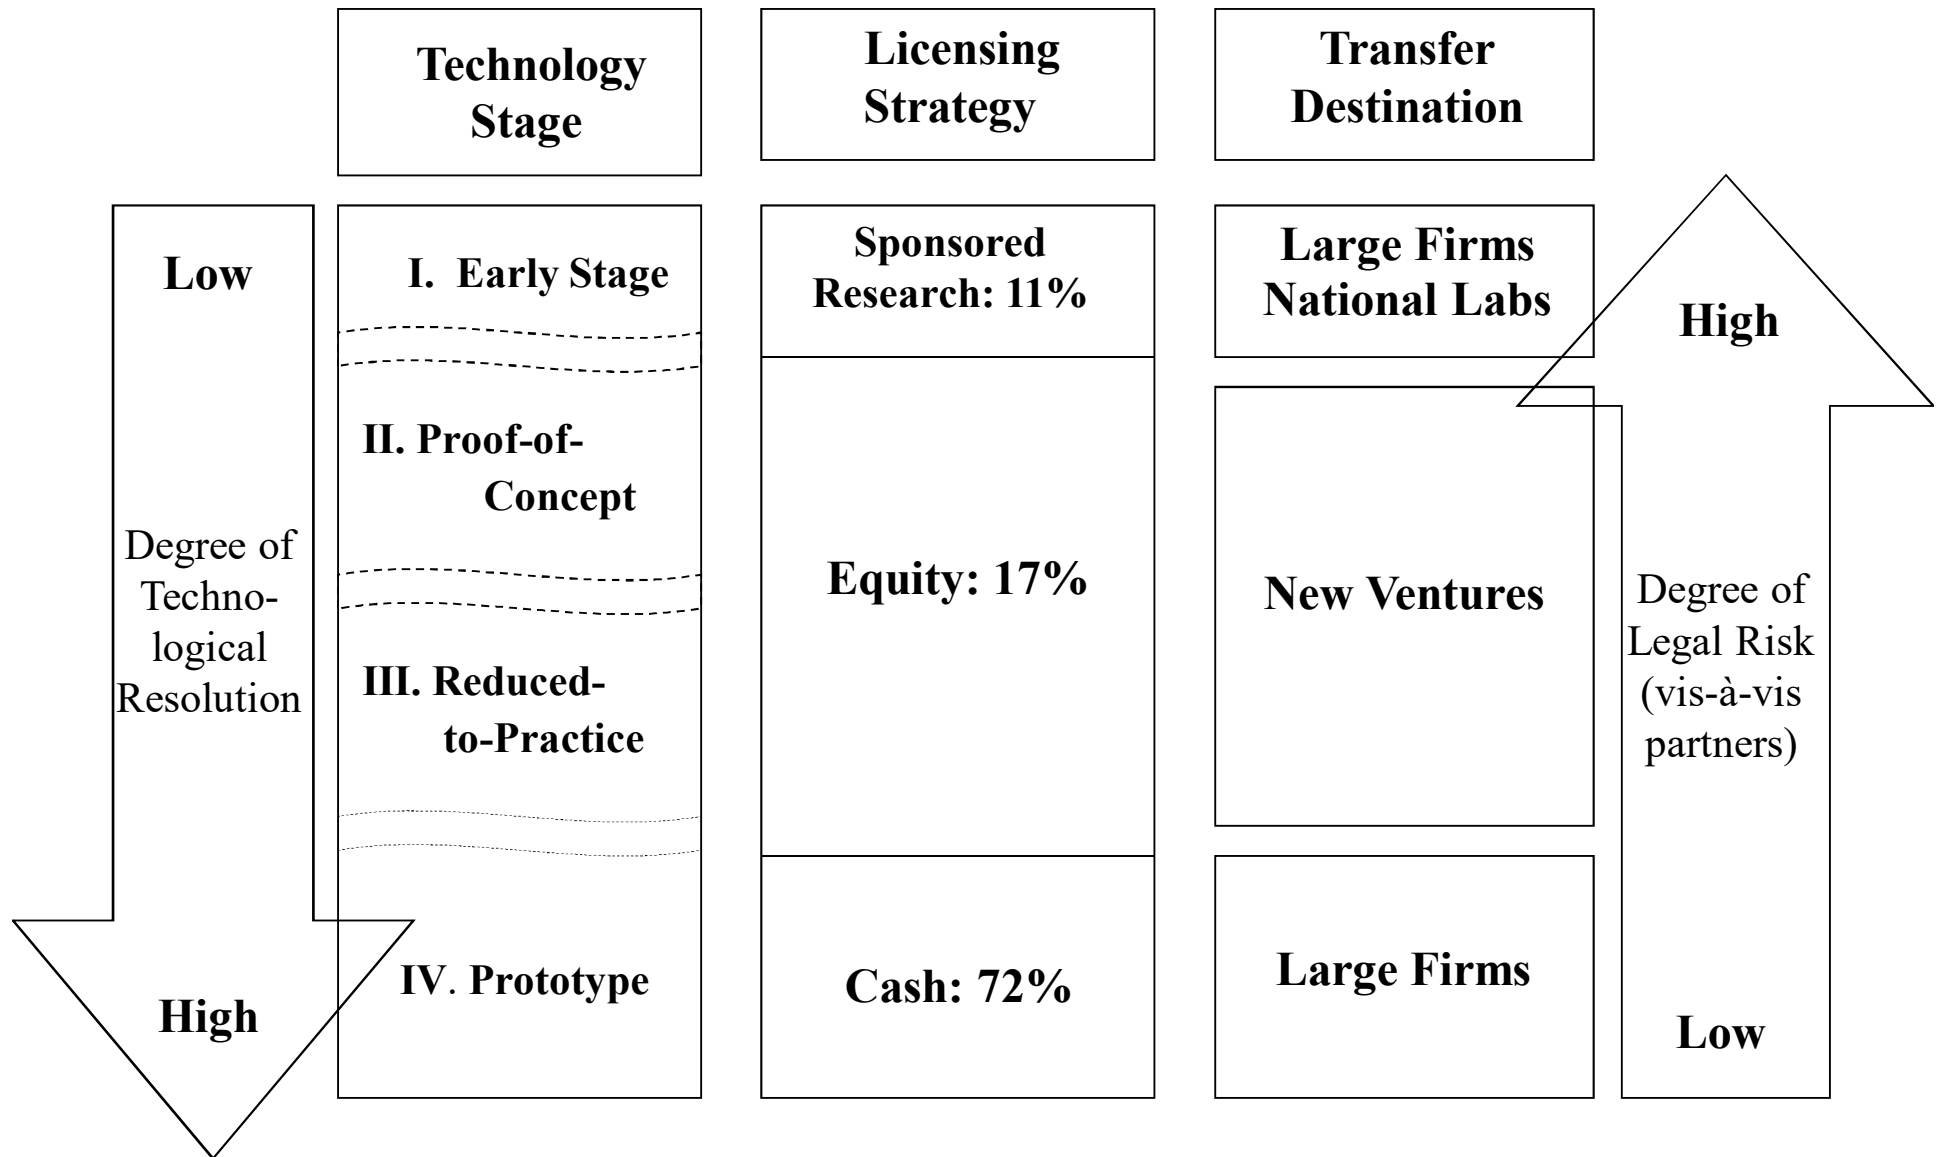 Technology
Stage
Licensing
Strategy
Transfer
Destination
Low
Degree of
Techno-
logical
Resolution
High
I. Early Stage
II. Proof-of-
Concept
III. Reduced-
to-Practice
IV. Prototype
Sponsored
Research: 11%
Equity: 17%
Cash: 72%
Large Firms
National Labs
New Ventures
Large Firms
High
Degree of
Legal Risk
(vis-à-vis
partners)
Low